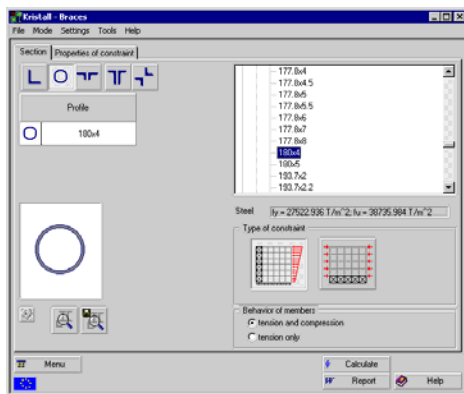 Kristall - Braces
File Mode Settings Tools Help
Section Properties of constraint
Profile
180x4
177.8x4
177.8x4.5
177.8x5
177.8x5.5
177.8x6
177.8x7
177.8x8
180x4
180x5
193.7x2
193.7x2.2
Steel fy = 27522.936 T/m^2; fu = 38735.984 T/m^2
Type of constraint
Behavior of members
tension and compression
tension only
Menu
Calculate
Report
Help